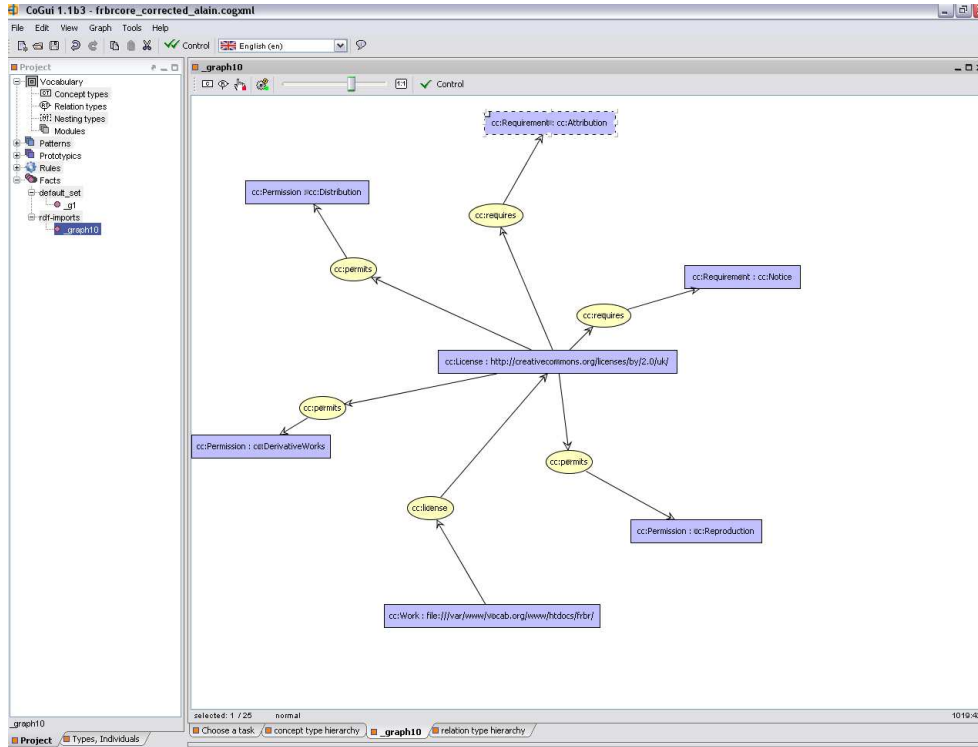 CoGui 1.1b3 - frbrcore_corrected_alain.cogxml
File Edit View Graph Tools Help
Control English (en)
Project
Vocabulary
Concept types
Relation types
Nesting types
Modules
Patterns
Prototypics
Rules
Facts
default_set
_g1
rdf-imports
_graph10
_graph10
1:1 Control
cc:Requirement : cc:Attribution
cc:Permission : cc:Distribution
cc:requires
cc:permits
cc:Requirement : cc:Notice
cc:requires
cc:License : http://creativecommons.org/licenses/by/2.0/uk/
cc:permits
cc:Permission : cc:DerivativeWorks
cc:permits
cc:license
cc:Permission : cc:Reproduction
cc:Work : file:///var/www/vocab.org/www/htdocs/frbr/
selected: 1 / 25 normal
_graph10
Choose a task concept type hierarchy _graph10 relation type hierarchy
Project Types, Individuals